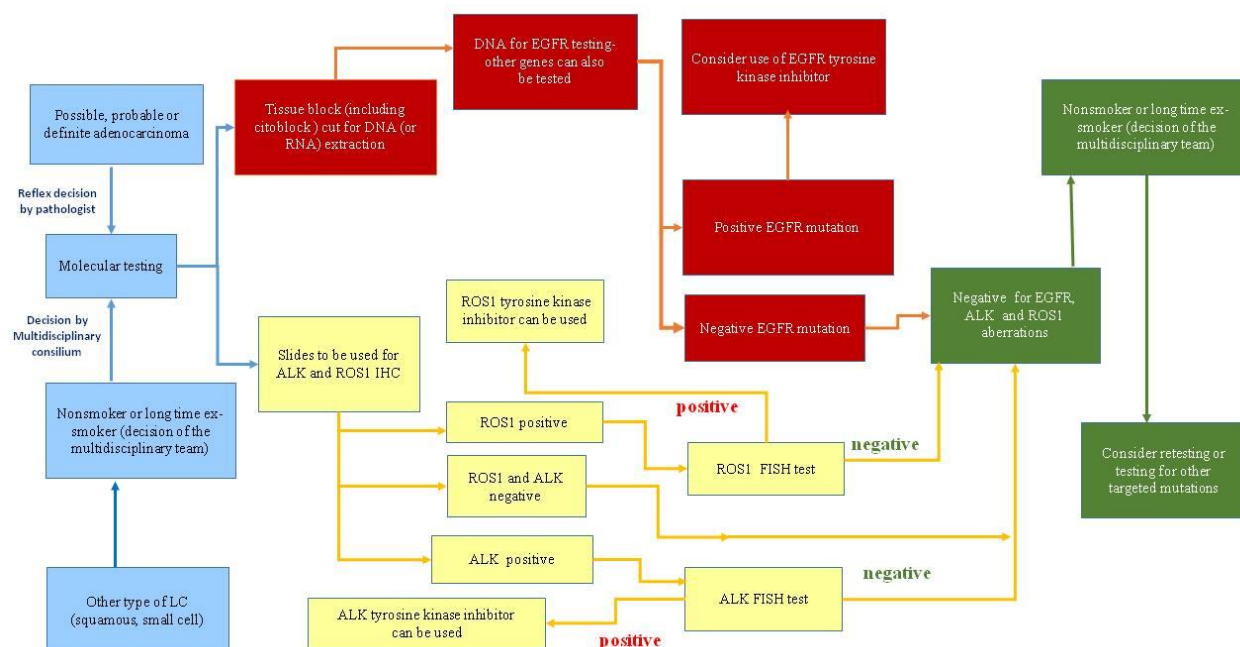 Possible, probable or
definite adenocarcinoma
Reflex decision
by pathologist
Molecular testing
Decision by
Multidisciplinary
consilium
Nonsmoker or long time ex-
smoker (decision of the
multidisciplinary team)
Other type of LC
(squamous, small cell)
Tissue block (including
citoblock ) cut for DNA (or
RNA) extraction
DNA for EGFR testing-
other genes can also
be tested
Consider use of EGFR tyrosine
kinase inhibitor
Positive EGFR mutation
Negative EGFR mutation
Slides to be used for
ALK and ROS1 IHC
ROS1 tyrosine kinase
inhibitor can be used
positive
ROS1 positive
ROS1 FISH test
negative
ROS1 and ALK
negative
ALK positive
ALK FISH test
negative
ALK tyrosine kinase inhibitor
can be used
positive
Nonsmoker or long time ex-
smoker (decision of the
multidisciplinary team)
Negative for EGFR,
ALK and ROS1
aberrations
Consider retesting or
testing for other
targeted mutations